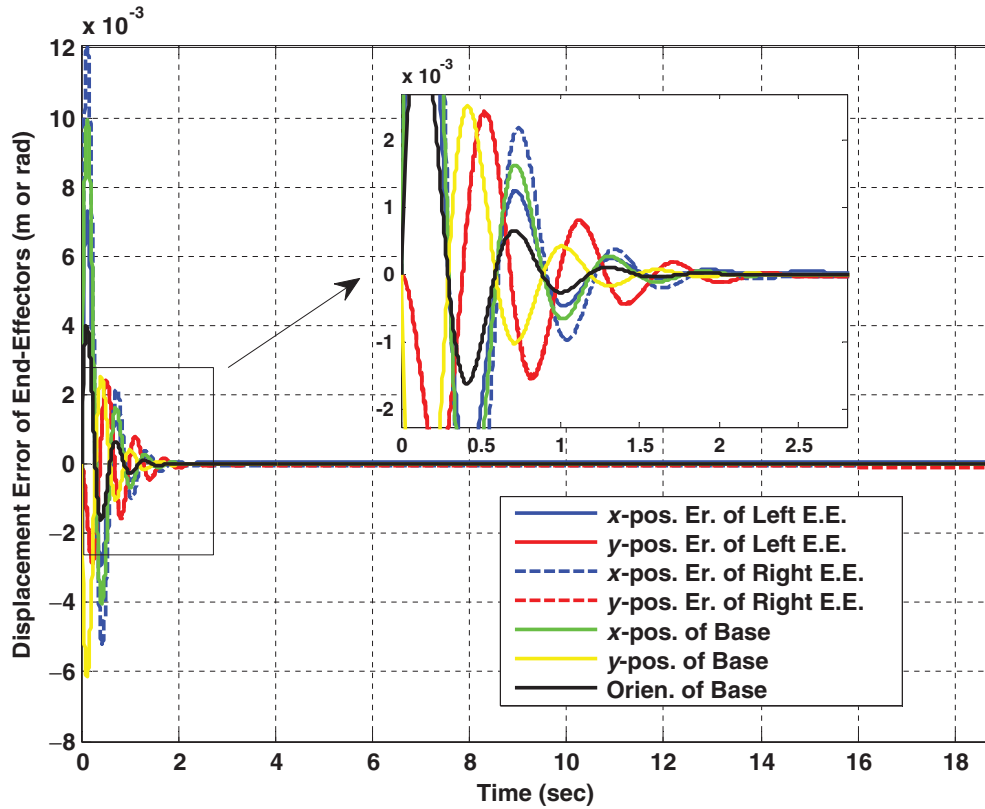 x 10⁻³
12
10
8
6
4
2
0
−2
−4
−6
−8
Displacement Error of End-Effectors (m or rad)
0 2 4 6 8 10 12 14 16 18
Time (sec)
x 10⁻³
2
1
0
-1
-2
0 0.5 1 1.5 2 2.5
x-pos. Er. of Left E.E.
y-pos. Er. of Left E.E.
x-pos. Er. of Right E.E.
y-pos. Er. of Right E.E.
x-pos. of Base
y-pos. of Base
Orien. of Base